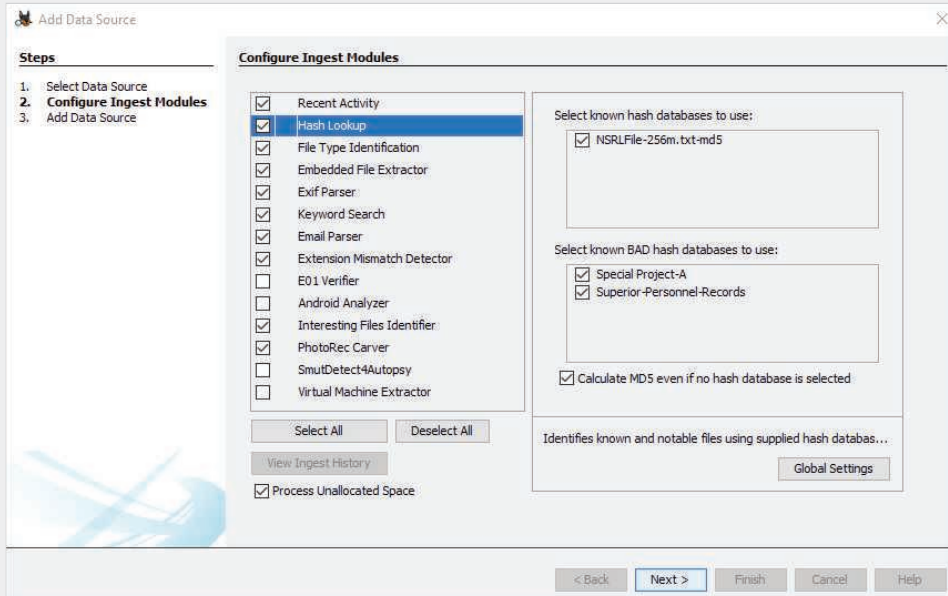 Add Data Source
Steps
1. Select Data Source
2. Configure Ingest Modules
3. Add Data Source
Configure Ingest Modules
Recent Activity
Hash Lookup
File Type Identification
Embedded File Extractor
Exif Parser
Keyword Search
Email Parser
Extension Mismatch Detector
E01 Verifier
Android Analyzer
Interesting Files Identifier
PhotoRec Carver
SmutDetect4Autopsy
Virtual Machine Extractor
Select All
Deselect All
View Ingest History
Process Unallocated Space
Select known hash databases to use:
NSRLFile-256m.txt-md5
Select known BAD hash databases to use:
Special Project-A
Superior-Personnel-Records
Calculate MD5 even if no hash database is selected
Identifies known and notable files using supplied hash databas...
Global Settings
< Back
Next >
Finish
Cancel
Help